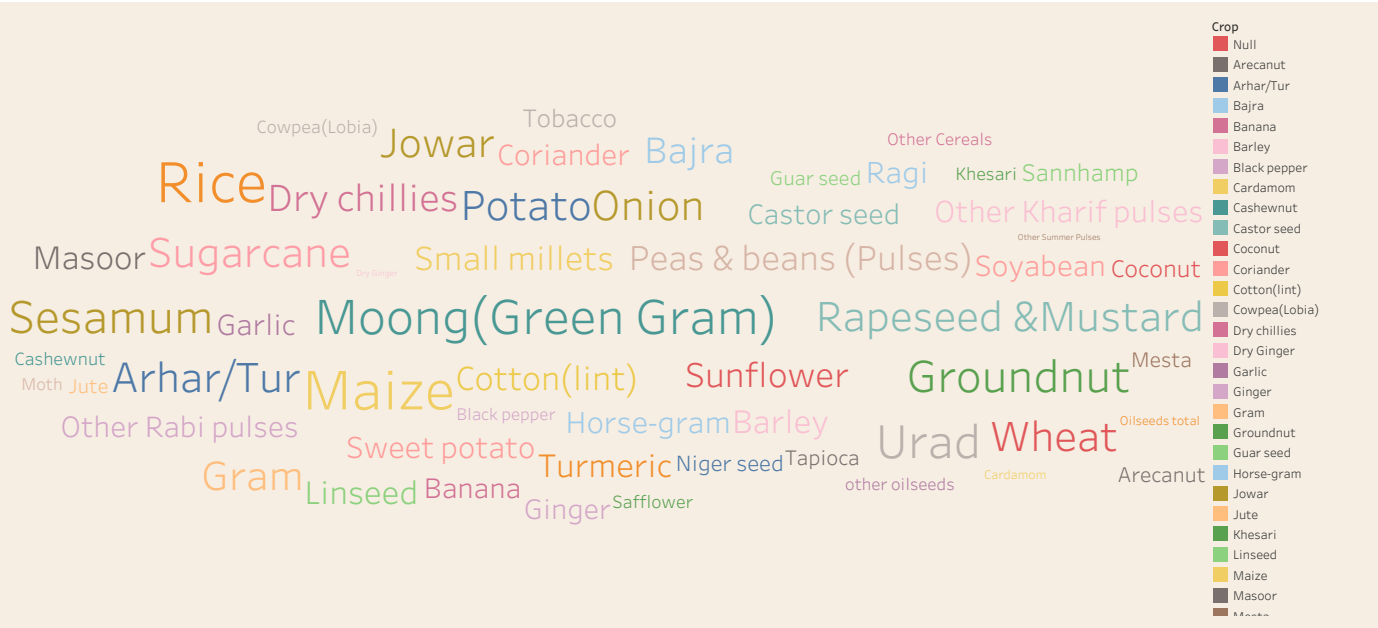 Cowpea(Lobia)
Tobacco
Jowar
Coriander
Bajra
Other Cereals
Rice
Dry chillies
Potato
Onion
Guar seed
Ragi
Khesari
Sannhamp
Castor seed
Other Kharif pulses
Other Summer Pulses
Masoor
Sugarcane
Dry Ginger
Small millets
Peas & beans (Pulses)
Soyabean
Coconut
Sesamum
Garlic
Moong(Green Gram)
Rapeseed &Mustard
Cashewnut
Moth
Jute
Arhar/Tur
Maize
Cotton(lint)
Sunflower
Groundnut
Mesta
Other Rabi pulses
Black pepper
Horse-gram
Barley
Urad
Wheat
Oilseeds total
Sweet potato
Turmeric
Niger seed
Tapioca
Gram
Linseed
Banana
Ginger
Safflower
other oilseeds
Cardamom
Arecanut
Crop
Null
Arecanut
Arhar/Tur
Bajra
Banana
Barley
Black pepper
Cardamom
Cashewnut
Castor seed
Coconut
Coriander
Cotton(lint)
Cowpea(Lobia)
Dry chillies
Dry Ginger
Garlic
Ginger
Gram
Groundnut
Guar seed
Horse-gram
Jowar
Jute
Khesari
Linseed
Maize
Masoor
Mesta